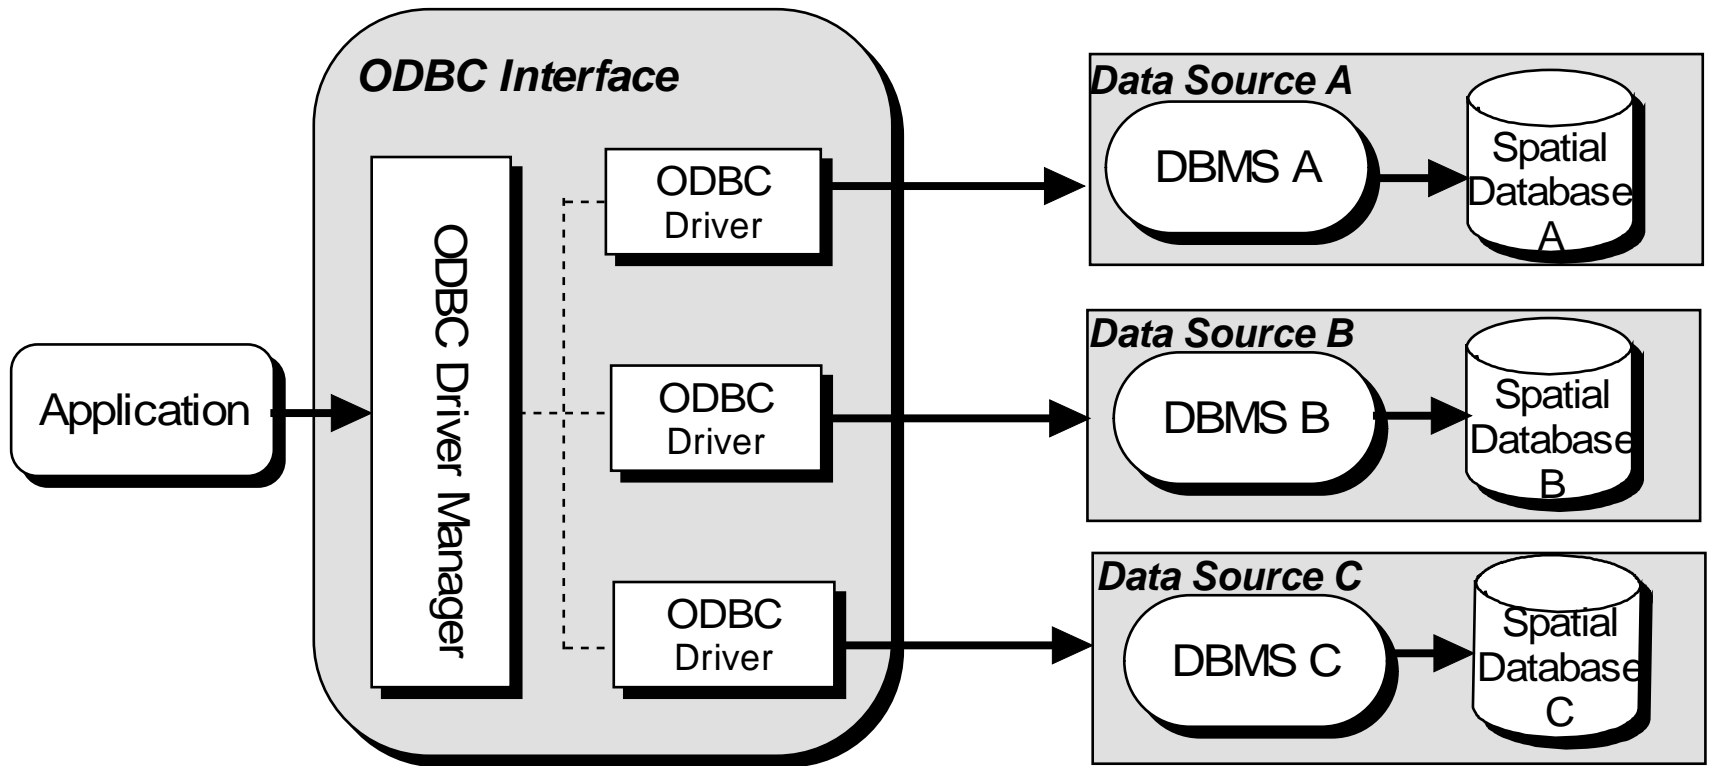 ODBC Interface
Application
ODBC Driver Manager
ODBC
Driver
ODBC
Driver
ODBC
Driver
Data Source A
DBMS A
Spatial
Database
A
Data Source B
DBMS B
Spatial
Database
B
Data Source C
DBMS C
Spatial
Database
C